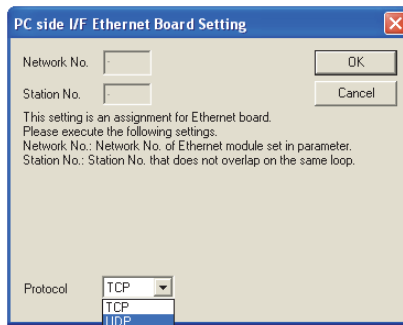 PC side I/F Ethernet Board Setting
Network No. -
OK
Station No. -
Cancel
This setting is an assignment for Ethernet board.
Please execute the following settings.
Network No.: Network No. of Ethernet module set in parameter.
Station No.: Station No. that does not overlap on the same loop.
Protocol TCP
TCP
UDP